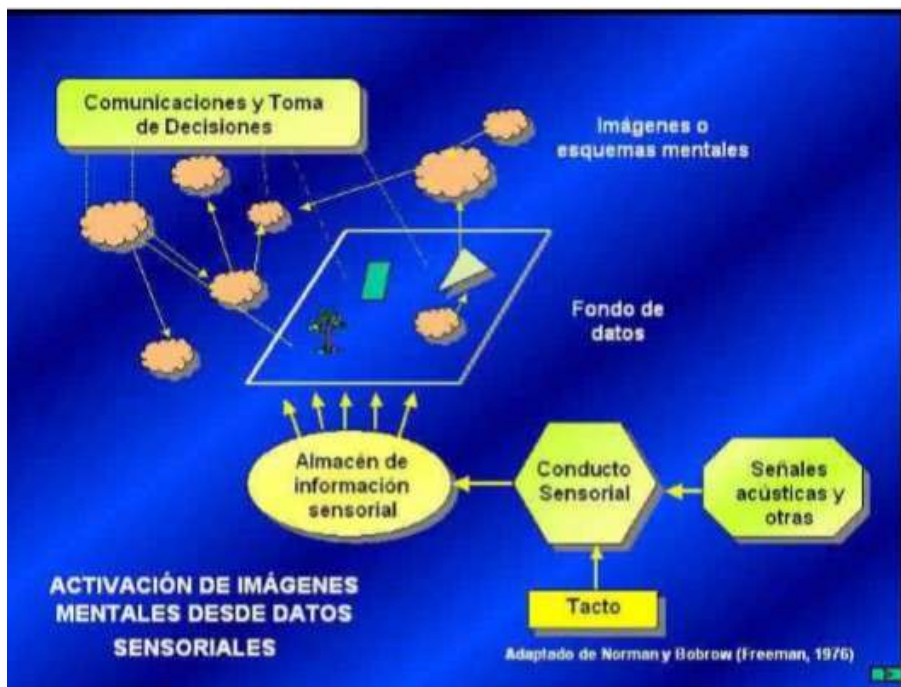 Comunicaciones y Toma
de Decisiones
Imágenes o
esquemas mentales
Fondo de
datos
Almacén de
información
sensorial
Conducto
Sensorial
Señales
acústicas y
otras
Tacto
ACTIVACIÓN DE IMÁGENES
MENTALES DESDE DATOS
SENSORIALES
Adaptado de Norman y Bobrow (Freeman, 1976)